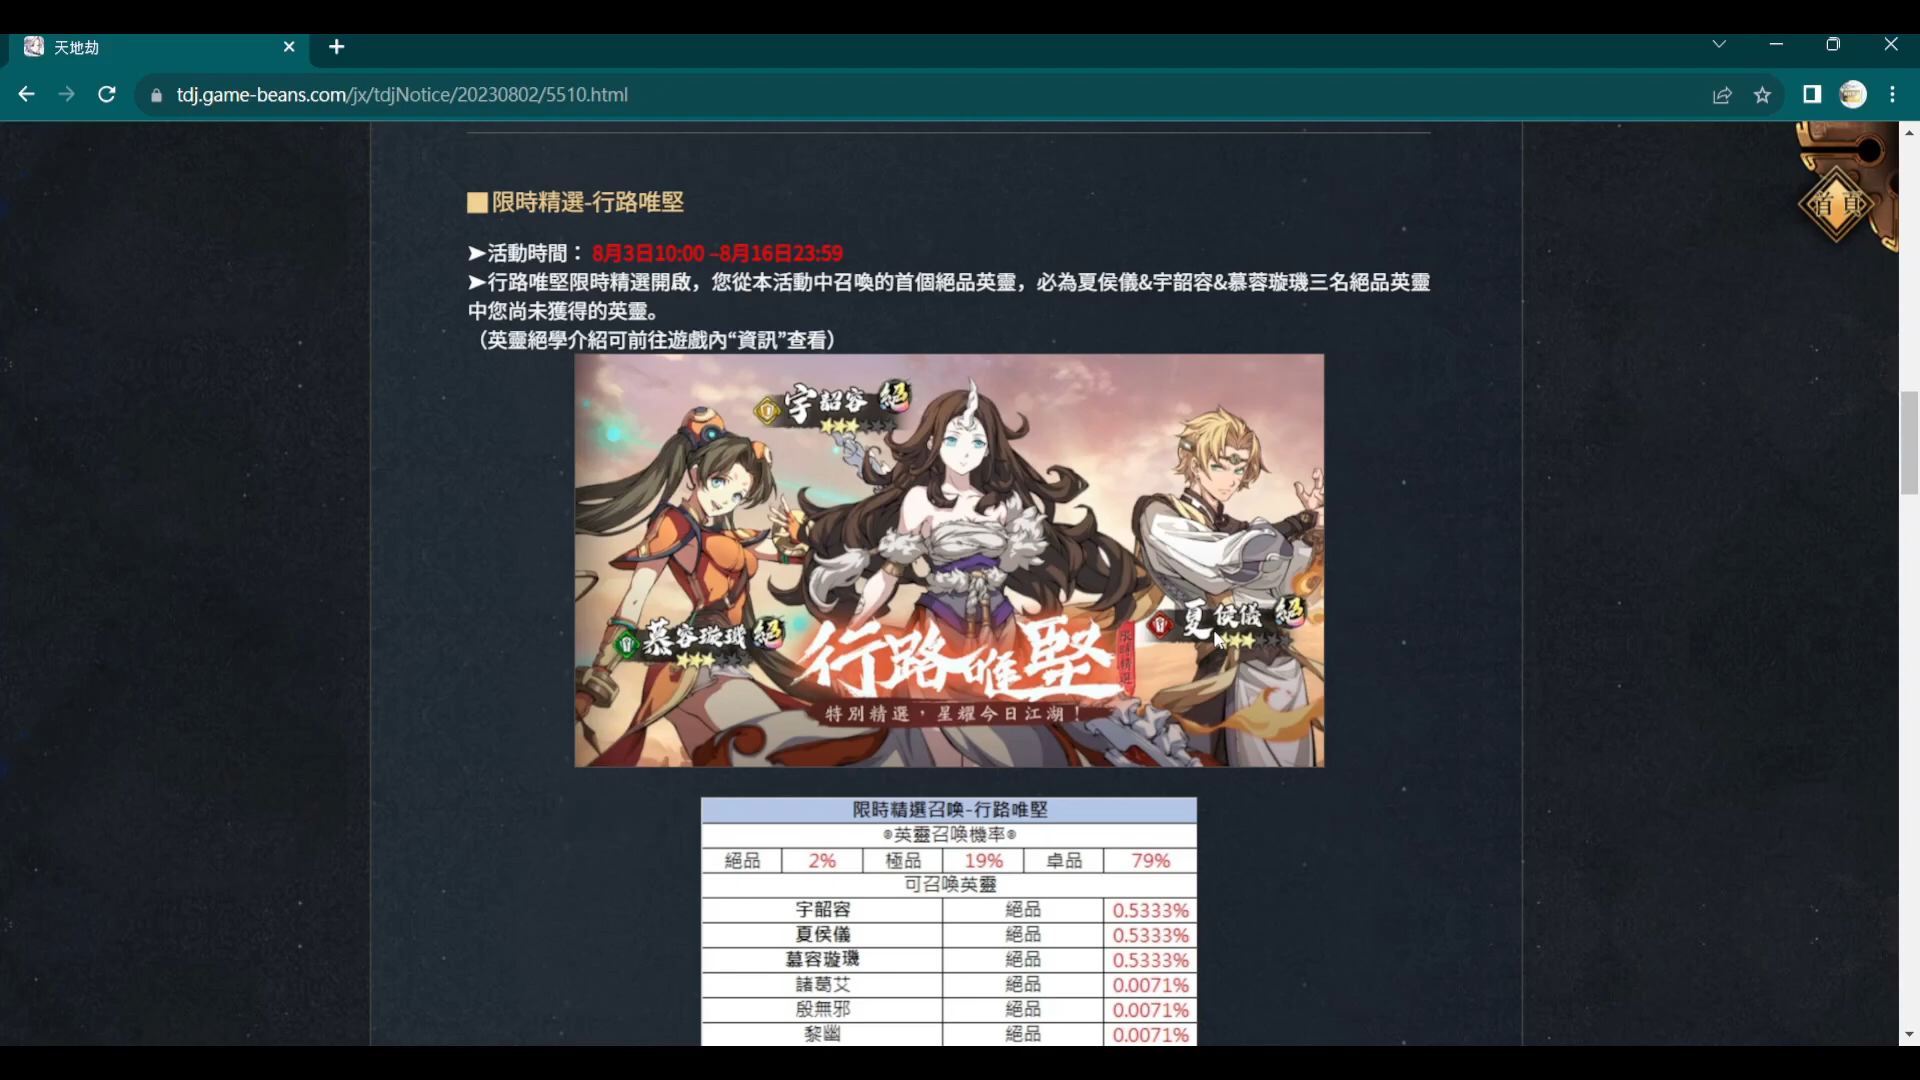 天地劫
tdj.game-beans.com/jx/tdjNotice/20230802/5510.html
首頁
限時精選-行路唯堅
➤活動時間： 8月3日10:00 –8月16日23:59
➤行路唯堅限時精選開啟，您從本活動中召喚的首個絕品英靈，必為夏侯儀&宇韶容&慕蓉璇璣三名絕品英靈
中您尚未獲得的英靈。
（英靈絕學介紹可前往遊戲內“資訊”查看）
宇韶容 絕
夏侯儀 絕
慕容璇璣 絕
行路唯堅
限時精選
特別精選，星耀今日江湖！
限時精選召喚-行路唯堅
⊙英靈召喚機率⊙
絕品 2% 極品 19% 卓品 79%
可召喚英靈
宇韶容 絕品 0.5333%
夏侯儀 絕品 0.5333%
慕容璇璣 絕品 0.5333%
諸葛艾 絕品 0.0071%
殷無邪 絕品 0.0071%
黎幽 絕品 0.0071%